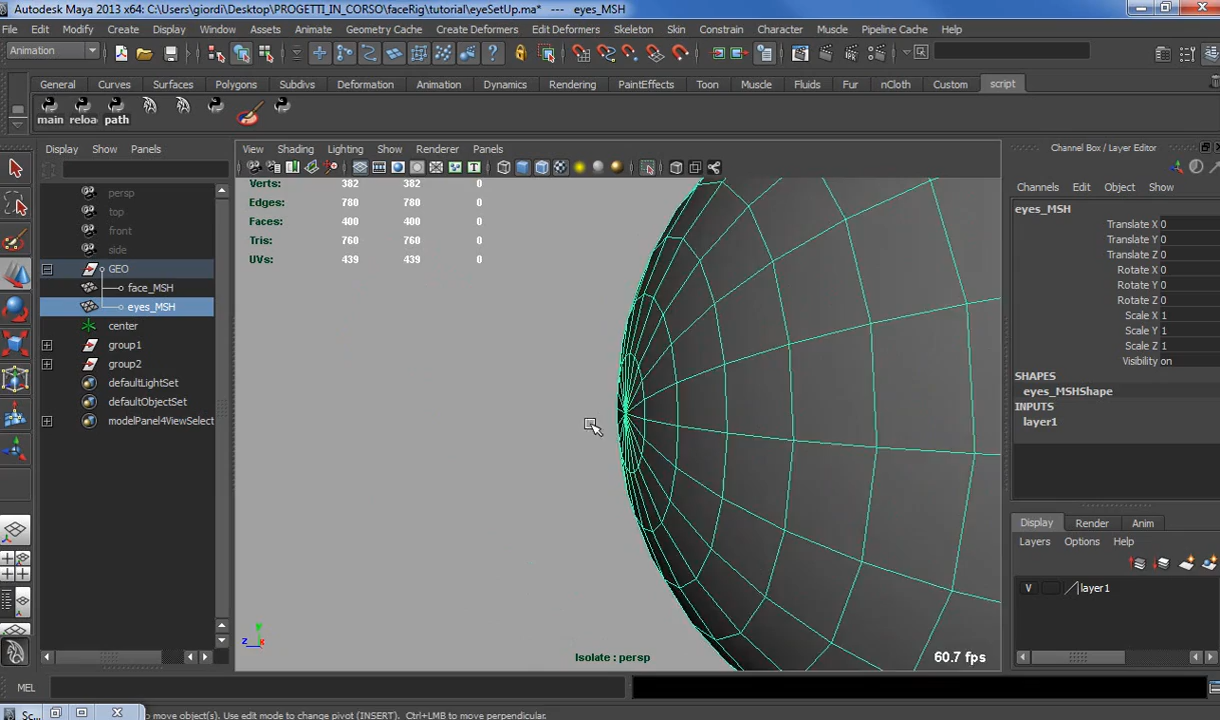 Autodesk Maya 2013 x64: C:\Users\giordi\Desktop\PROGETTI_IN_CORSO\faceRig\tutorial\eyeSetUp.ma* --- eyes_MSH
File Edit Modify Create Display Window Assets Animate Geometry Cache Create Deformers Edit Deformers Skeleton Skin Constrain Character Muscle Pipeline Cache Help
Animation
General Curves Surfaces Polygons Subdivs Deformation Animation Dynamics Rendering PaintEffects Toon Muscle Fluids Fur nCloth Custom script
main reloa path
Display Show Panels
View Shading Lighting Show Renderer Panels
Channel Box / Layer Editor
Channels Edit Object Show
persp
top
front
side
GEO
face_MSH
eyes_MSH
center
group1
group2
defaultLightSet
defaultObjectSet
modelPanel4ViewSelect
Verts: 382 382 0
Edges: 780 780 0
Faces: 400 400 0
Tris: 760 760 0
UVs: 439 439 0
Isolate : persp
60.7 fps
eyes_MSH
Translate X 0
Translate Y 0
Translate Z 0
Rotate X 0
Rotate Y 0
Rotate Z 0
Scale X 1
Scale Y 1
Scale Z 1
Visibility on
SHAPES
eyes_MSHShape
INPUTS
layer1
Display Render Anim
Layers Options Help
V layer1
y
z x
MEL
Sc... to move object(s). Use edit mode to change pivot (INSERT). Ctrl+LMB to move perpendicular.